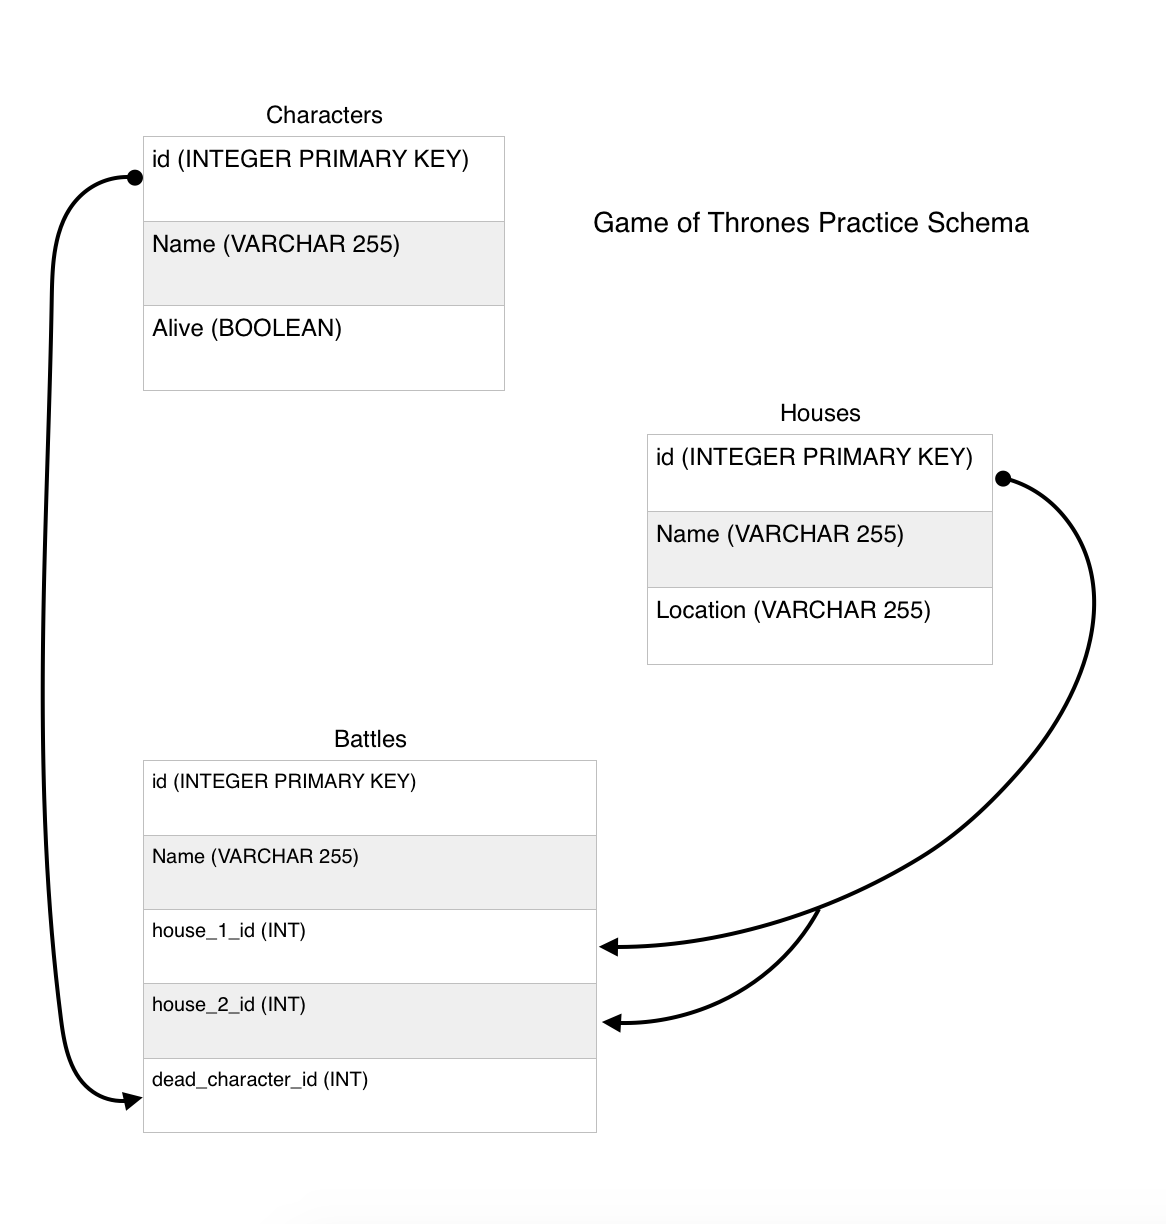 Characters
id (INTEGER PRIMARY KEY)
Name (VARCHAR 255)
Alive (BOOLEAN)
Game of Thrones Practice Schema
Houses
id (INTEGER PRIMARY KEY)
Name (VARCHAR 255)
Location (VARCHAR 255)
Battles
id (INTEGER PRIMARY KEY)
Name (VARCHAR 255)
house_1_id (INT)
house_2_id (INT)
dead_character_id (INT)